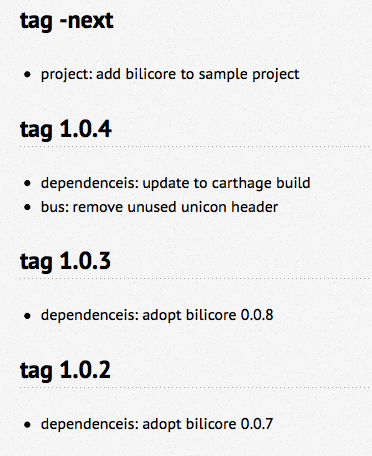 tag -next
project: add bilicore to sample project
tag 1.0.4
dependenceis: update to carthage build
bus: remove unused unicon header
tag 1.0.3
dependenceis: adopt bilicore 0.0.8
tag 1.0.2
dependenceis: adopt bilicore 0.0.7